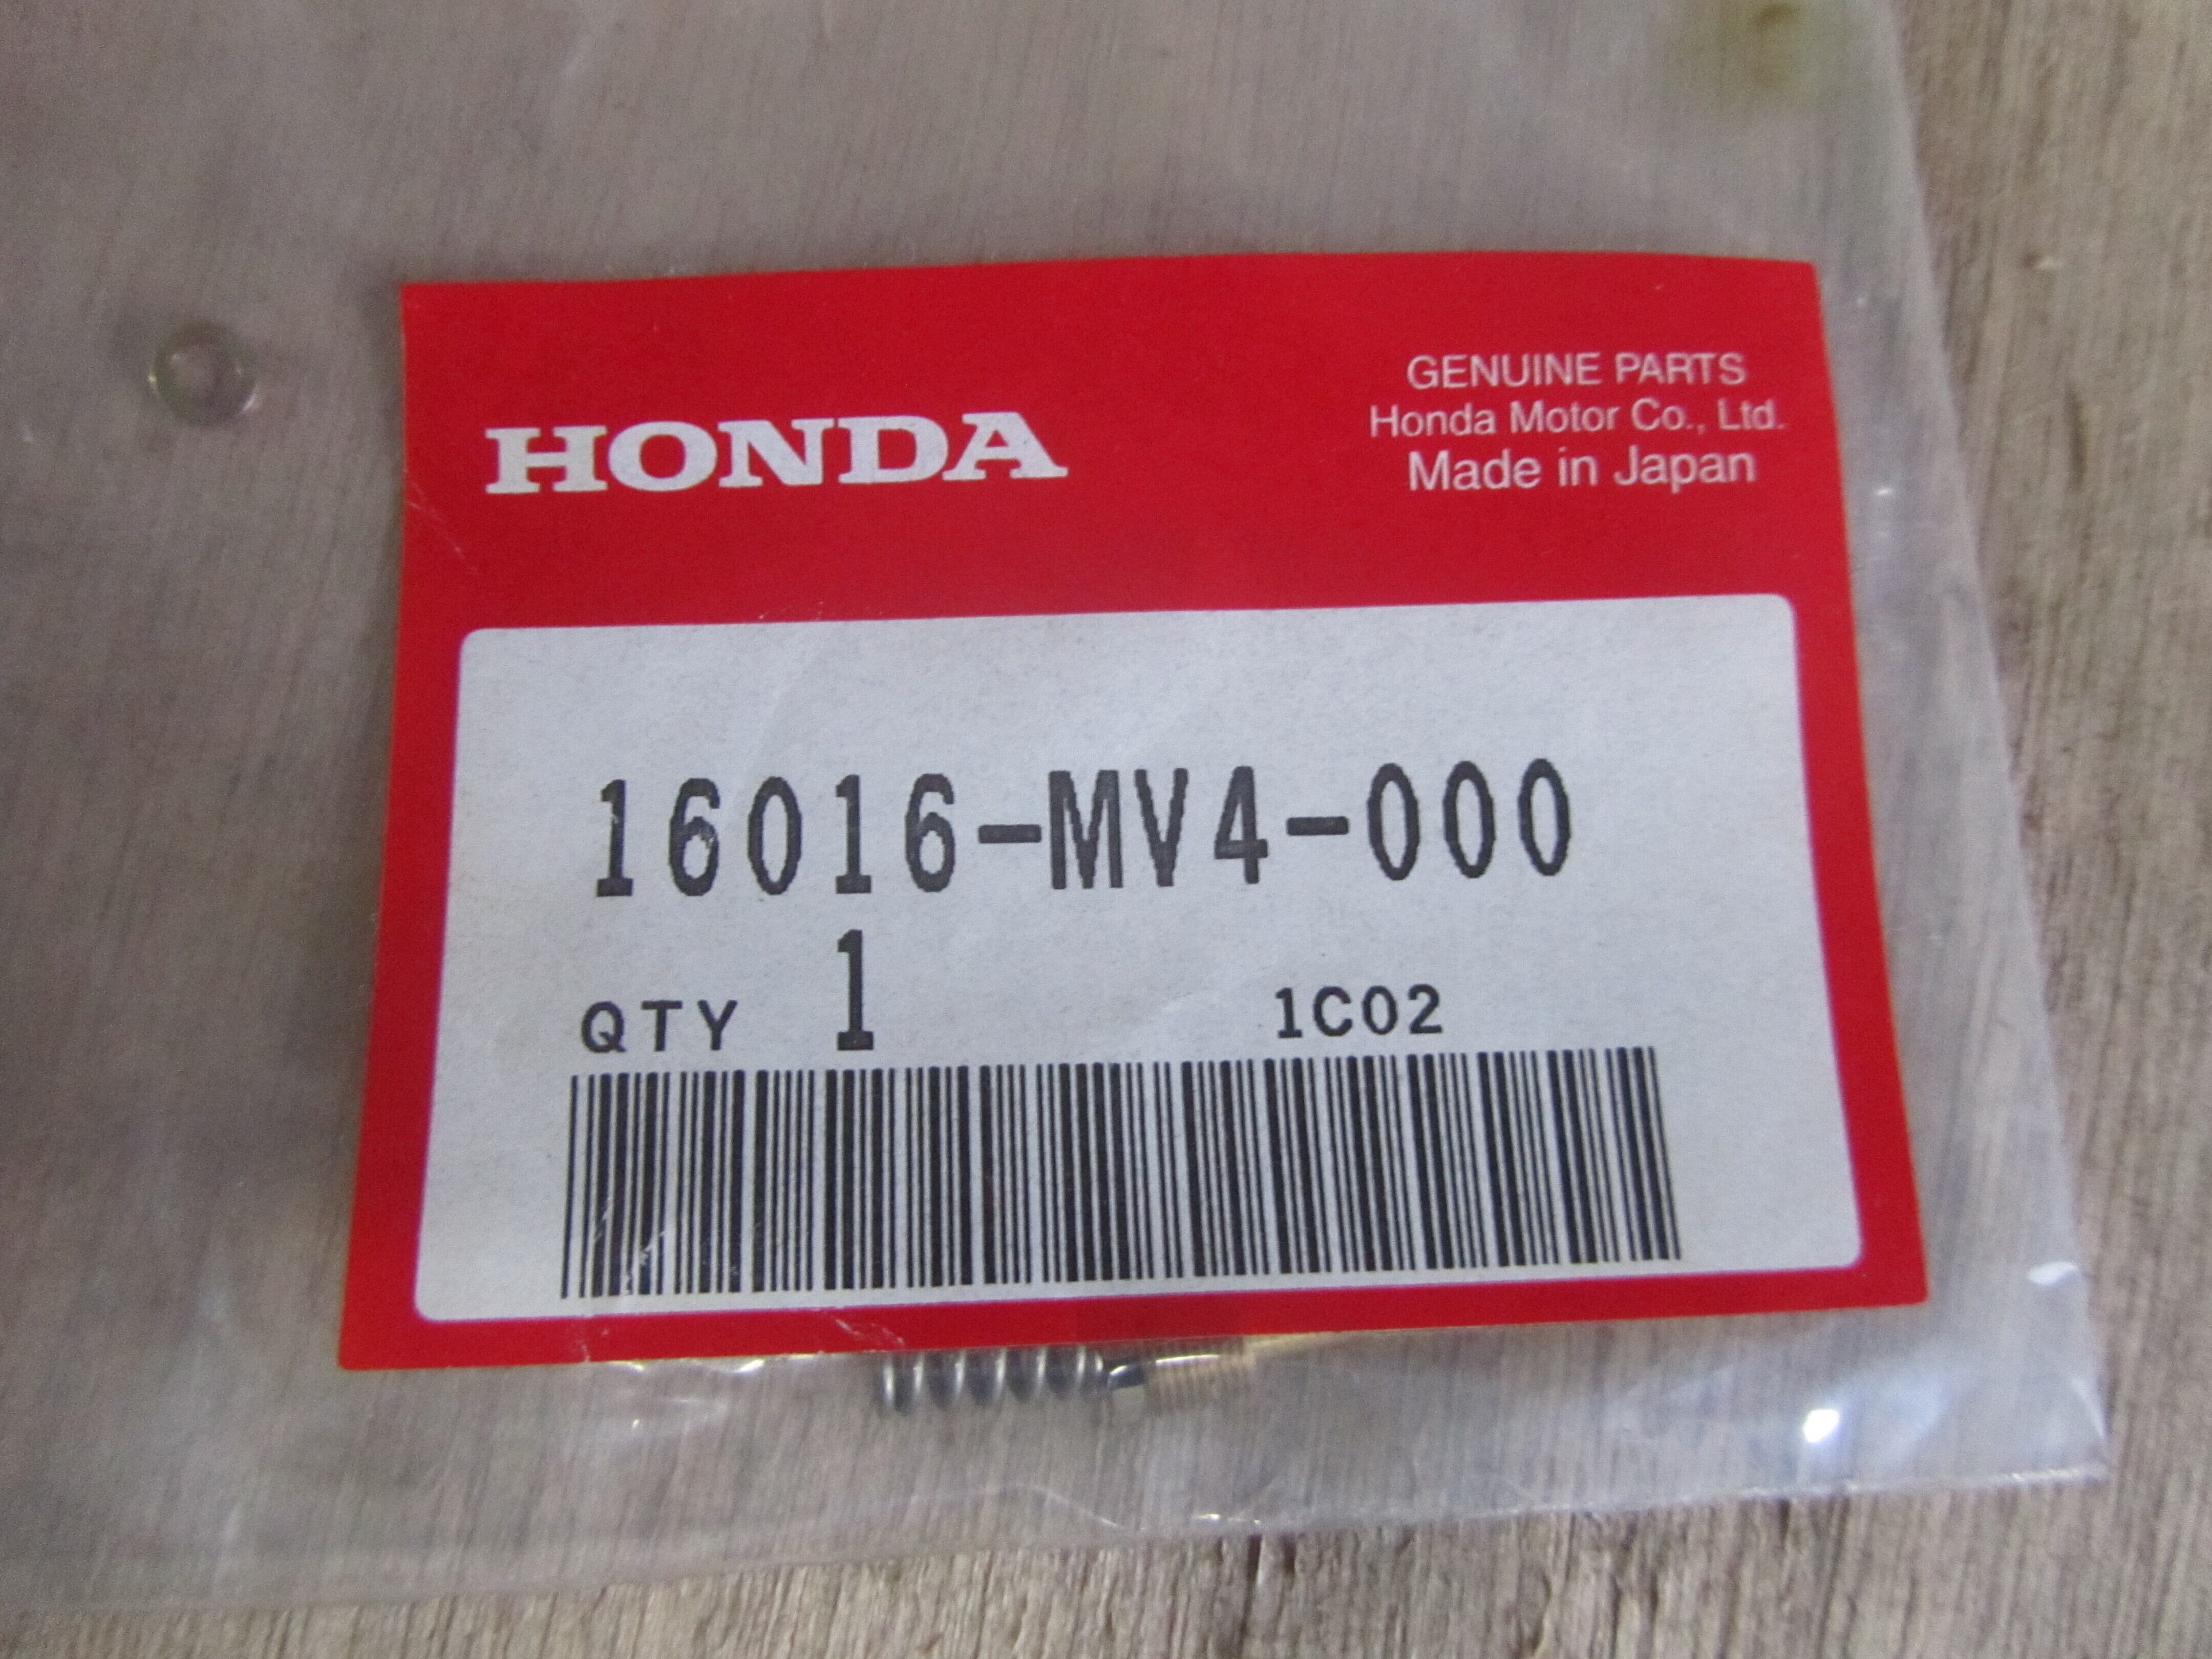 HONDA
GENUINE PARTS
Honda Motor Co., Ltd.
Made in Japan
16016-MV4-000
QTY 1 1C02